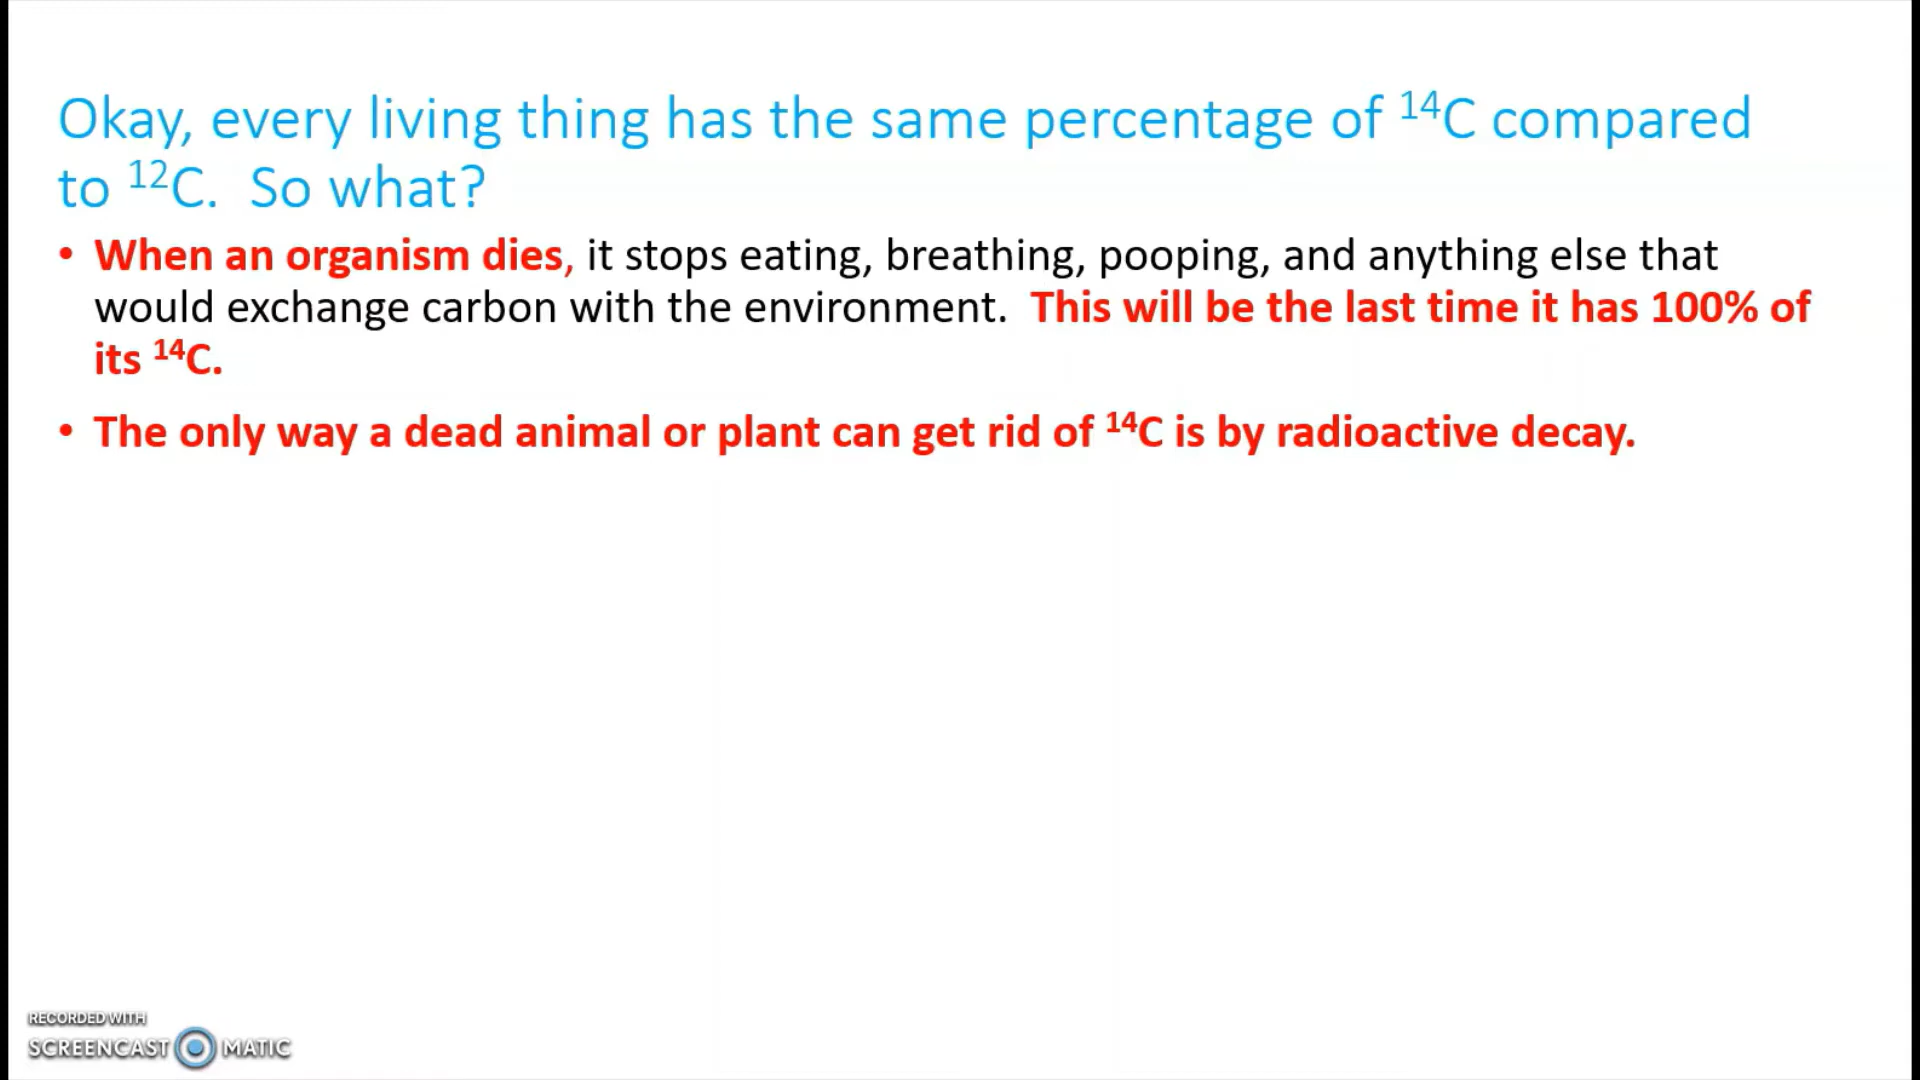 Okay, every living thing has the same percentage of ¹⁴C compared
to ¹²C.  So what?
• When an organism dies, it stops eating, breathing, pooping, and anything else that
would exchange carbon with the environment.  This will be the last time it has 100% of
its ¹⁴C.
• The only way a dead animal or plant can get rid of ¹⁴C is by radioactive decay.
RECORDED WITH
SCREENCAST MATIC